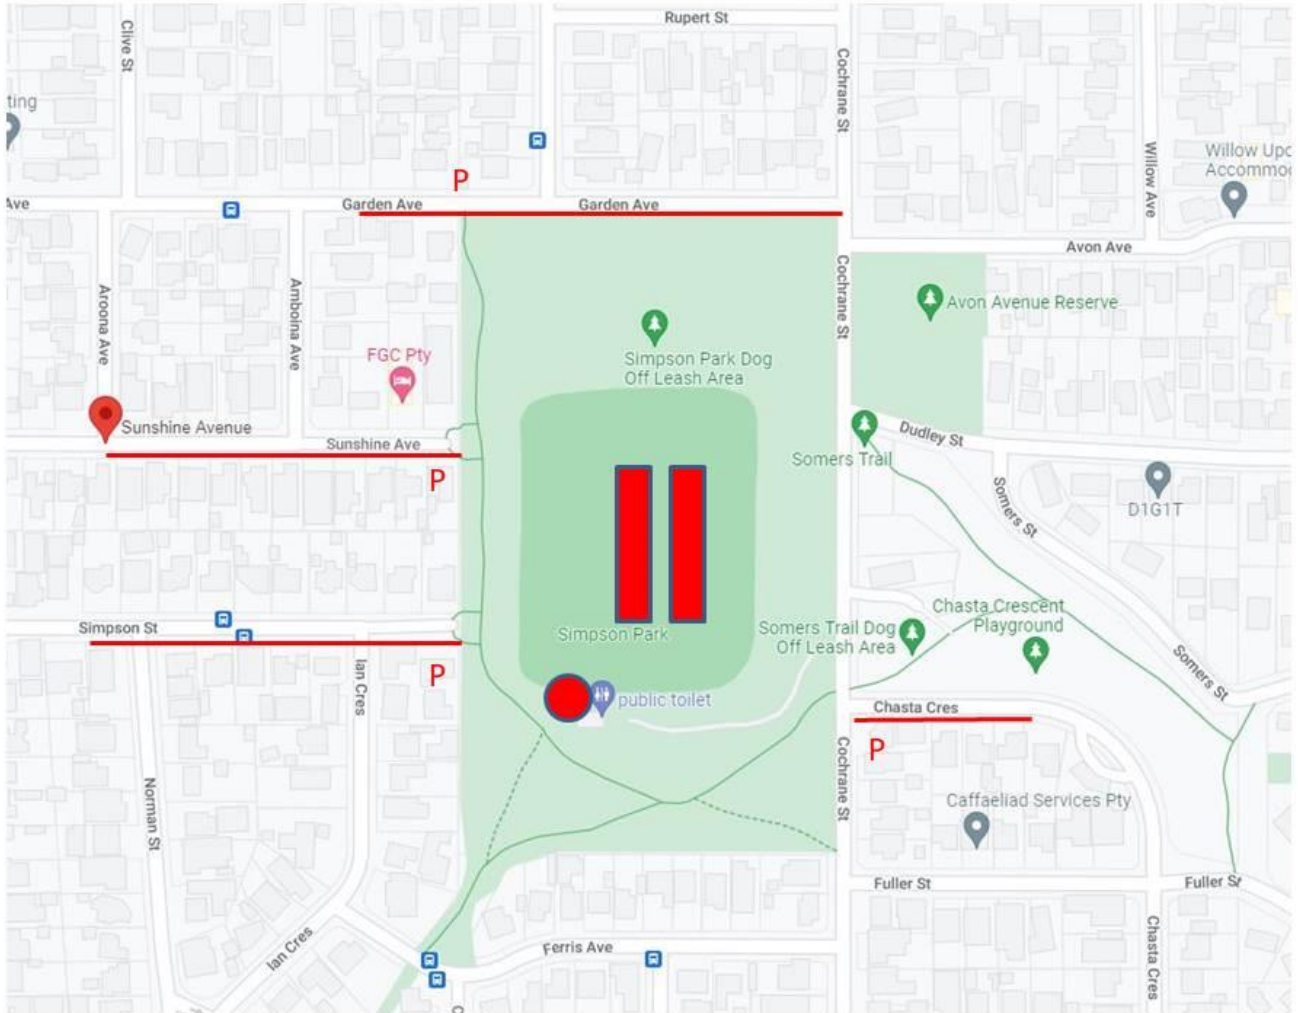 Rupert St
Clive St
Cochrane St
ting
Willow Ave
Willow Upc
Accommo
P
Ave
Garden Ave
Garden Ave
Avon Ave
Aroona Ave
Amboina Ave
Cochrane St
Avon Avenue Reserve
FGC Pty
Simpson Park Dog
Off Leash Area
Sunshine Avenue
Sunshine Ave
Dudley St
Somers Trail
P
Somers St
D1G1T
Simpson St
Simpson Park
Somers Trail Dog
Off Leash Area
Chasta Crescent
Playground
P
Ian Cres
Somers St
public toilet
Chasta Cres
P
Cochrane St
Norman St
Caffaeliad Services Pty
Fuller St
Fuller St
Ian Cres
Ferris Ave
Chasta Cres